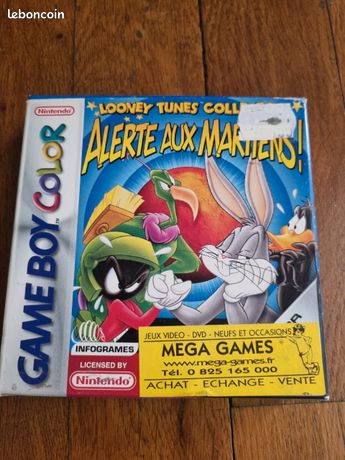 leboncoin
Nintendo
GAME BOY COLOR
LOONEY TUNES
ALERTE AUX MARTIENS!
INFOGRAMES
LICENSED BY
Nintendo
JEUX VIDEO - DVD - NEUFS ET OCCASIONS
MEGA GAMES
www.mega-games.fr
Tél. 0 825 165 000
ACHAT - ECHANGE - VENTE